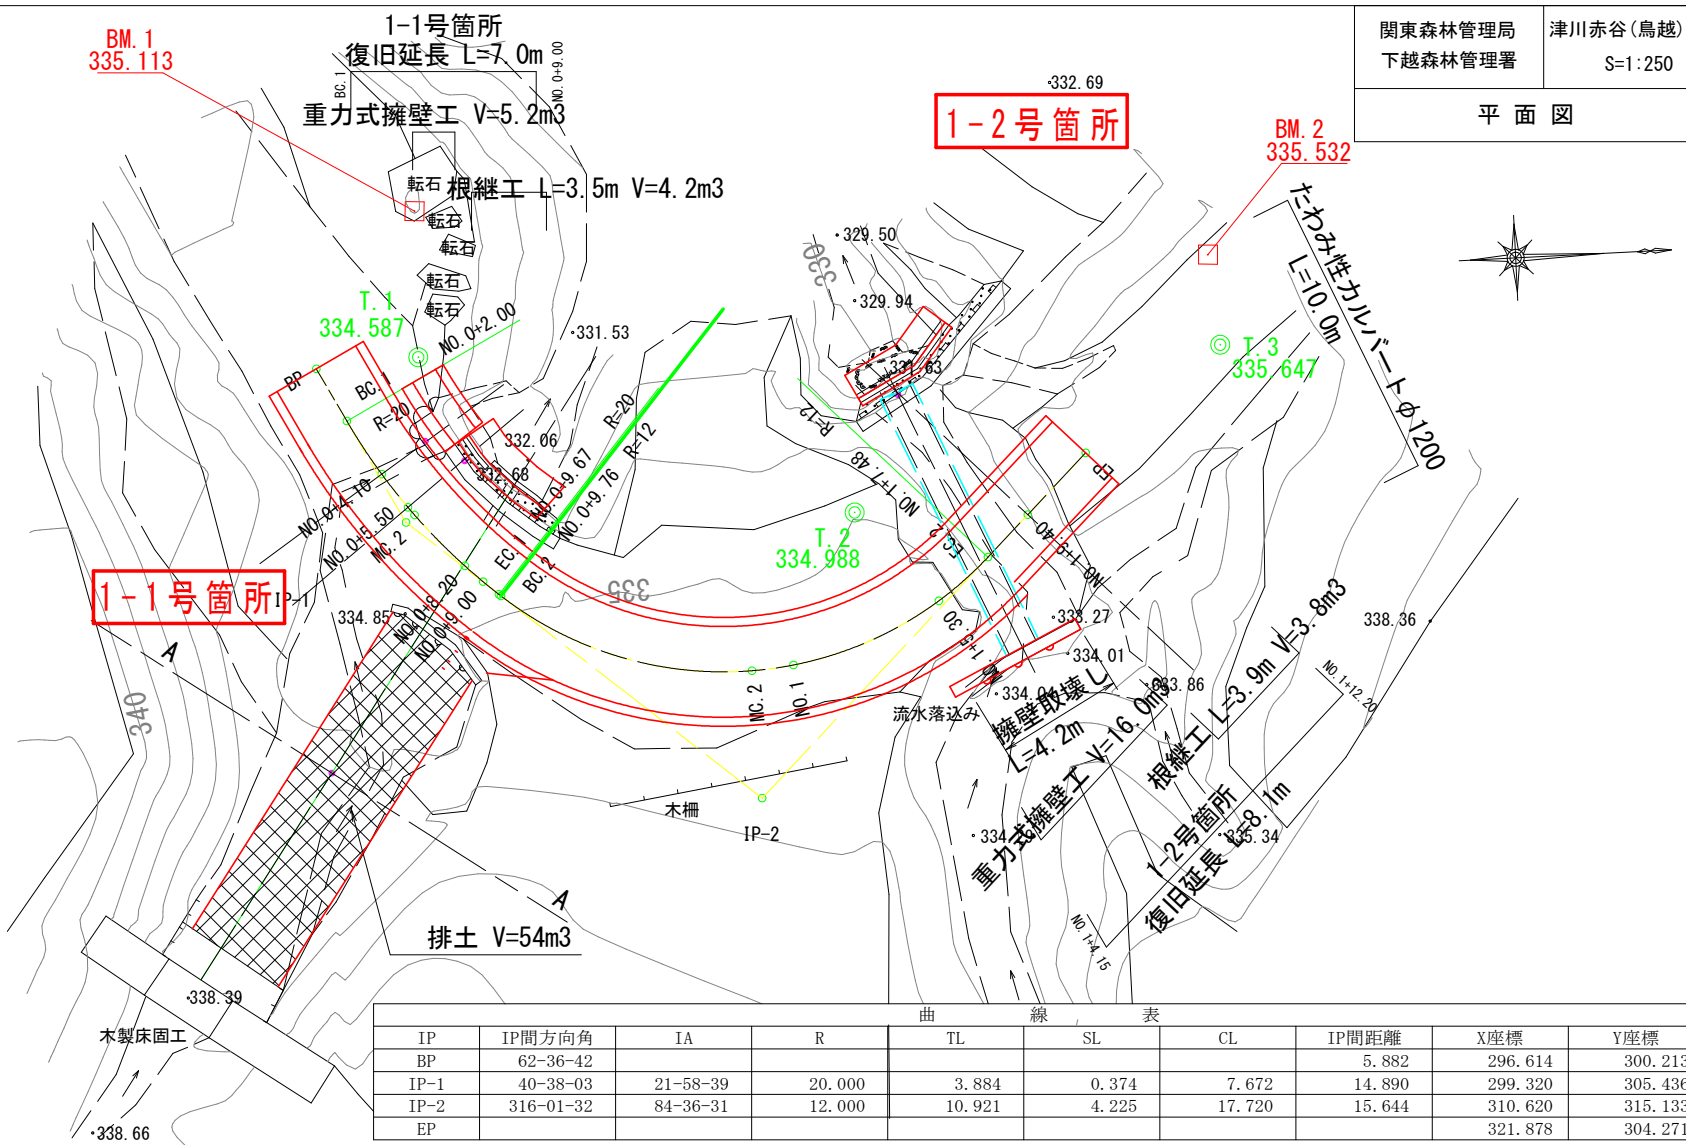 関東森林管理局
下越森林管理署
津川赤谷(鳥越)
S=1:250
平 面 図
BM.1
335.113
1-1号箇所
復旧延長 L=7.0m
BC.1
NO.0+9.00
重力式擁壁工 V=5.2m3
転石
根継工 L=3.5m V=4.2m3
転石
転石
転石
転石
332.69
1-2号箇所
BM.2
335.532
たわみ性カルバートφ1200
L=10.0m
329.50
330
329.94
T.1
334.587
NO.0+2.00
331.53
T.3
335.647
BP
BC.1
R=20
R=20
R=12
R=12
332.06
332.68
NO.0+9.67
NO.0+9.76
NO.1+7.48
EC.2
EP
NO.0+4.10
NO.0+5.50
MC.2
T.2
334.988
NO.1+9.40
EC.1
BC.2
335
1-1号箇所
IP-1
334.85
NO.0+8.20
NO.0+9.00
A
NO.1+5.30
333.27
334.01
333.86
338.36
MC.2
NO.1
流水落込み
擁壁取壊し
L=4.2m
重力式擁壁工 V=16.0m3
根継工 L=3.9m V=3.8m3
NO.1+12.20
340
木柵
IP-2
335.34
1-2号箇所
復旧延長 L=8.1m
NO.1+4.15
A
排土 V=54m3
338.39
木製床固工
338.66
曲 線 表
IP IP間方向角 IA R TL SL CL IP間距離 X座標 Y座標
BP 62-36-42 5.882 296.614 300.213
IP-1 40-38-03 21-58-39 20.000 3.884 0.374 7.672 14.890 299.320 305.436
IP-2 316-01-32 84-36-31 12.000 10.921 4.225 17.720 15.644 310.620 315.133
EP 321.878 304.271